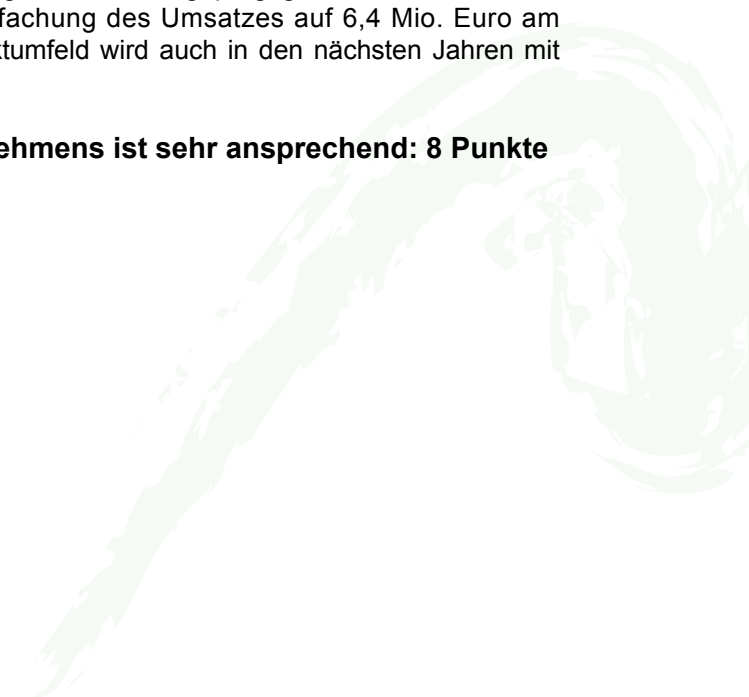 fachung des Umsatzes auf 6,4 Mio. Euro am
ktumfeld wird auch in den nächsten Jahren mit
ehmens ist sehr ansprechend: 8 Punkte